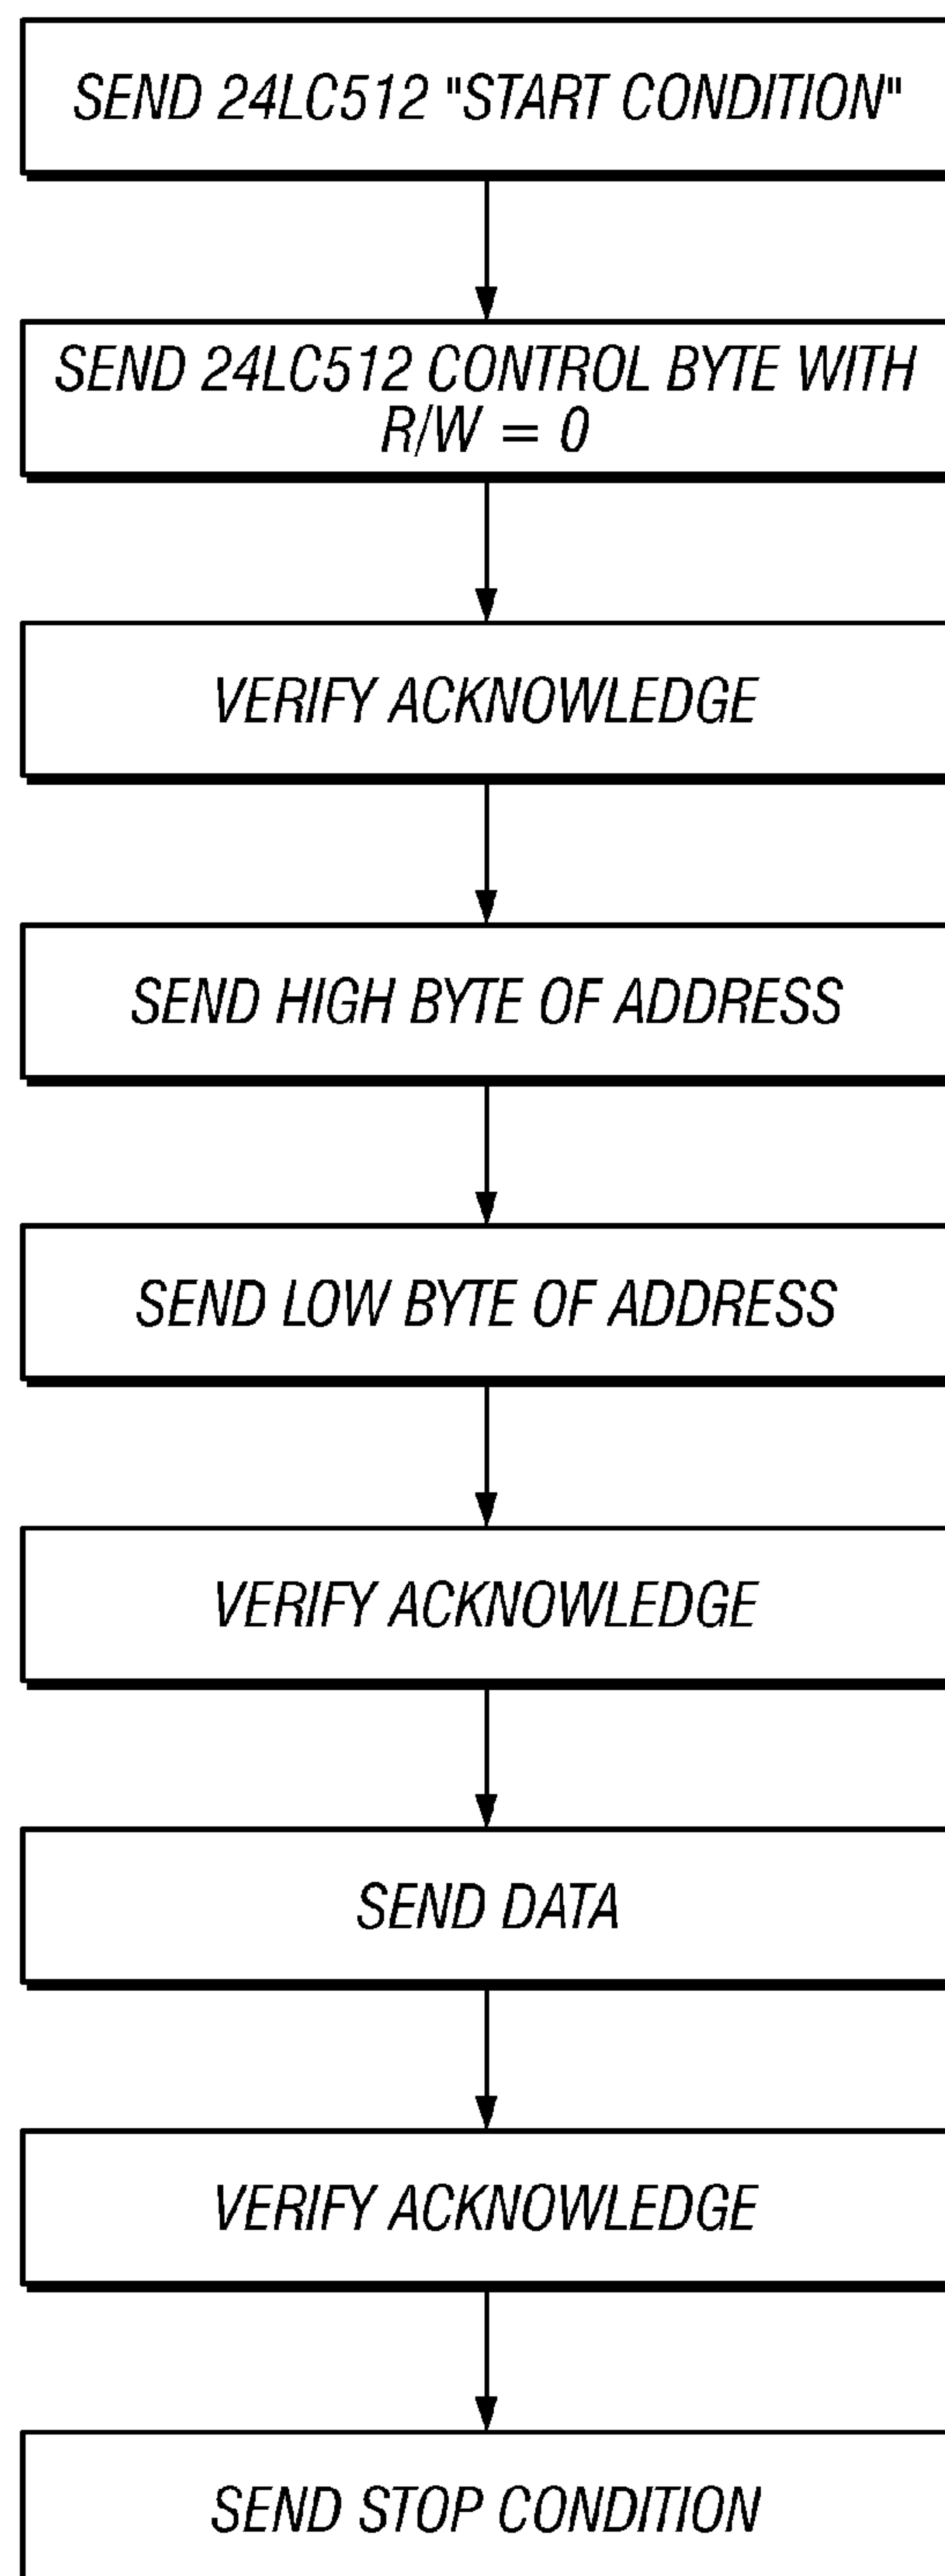 SEND 24LC512 "START CONDITION"
SEND 24LC512 CONTROL BYTE WITH
R/W = 0
VERIFY ACKNOWLEDGE
SEND HIGH BYTE OF ADDRESS
SEND LOW BYTE OF ADDRESS
VERIFY ACKNOWLEDGE
SEND DATA
VERIFY ACKNOWLEDGE
SEND STOP CONDITION